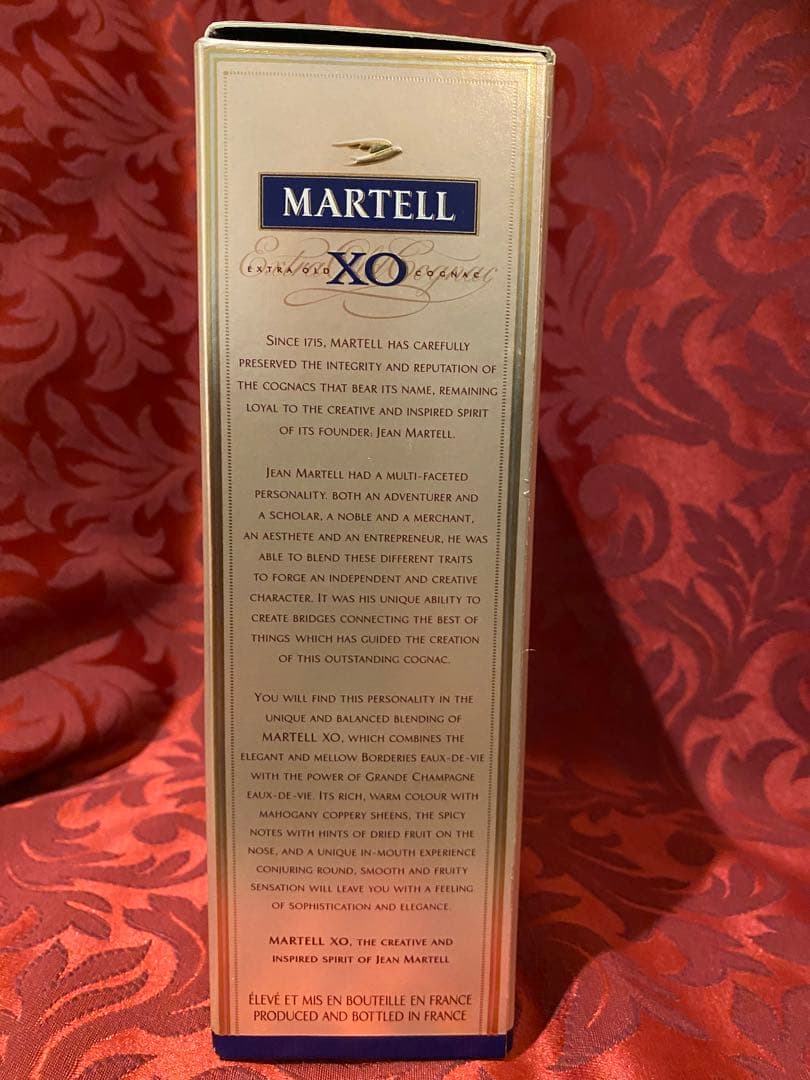 MARTELL
Extra Old Cognac
EXTRA OLD XO COGNAC
SINCE 1715, MARTELL HAS CAREFULLY
PRESERVED THE INTEGRITY AND REPUTATION OF
THE COGNACS THAT BEAR ITS NAME, REMAINING
LOYAL TO THE CREATIVE AND INSPIRED SPIRIT
OF ITS FOUNDER: JEAN MARTELL.
JEAN MARTELL HAD A MULTI-FACETED
PERSONALITY. BOTH AN ADVENTURER AND
A SCHOLAR, A NOBLE AND A MERCHANT,
AN AESTHETE AND AN ENTREPRENEUR, HE WAS
ABLE TO BLEND THESE DIFFERENT TRAITS
TO FORGE AN INDEPENDENT AND CREATIVE
CHARACTER. IT WAS HIS UNIQUE ABILITY TO
CREATE BRIDGES CONNECTING THE BEST OF
THINGS WHICH HAS GUIDED THE CREATION
OF THIS OUTSTANDING COGNAC.
YOU WILL FIND THIS PERSONALITY IN THE
UNIQUE AND BALANCED BLENDING OF
MARTELL XO, WHICH COMBINES THE
ELEGANT AND MELLOW BORDERIES EAUX-DE-VIE
WITH THE POWER OF GRANDE CHAMPAGNE
EAUX-DE-VIE. ITS RICH, WARM COLOUR WITH
MAHOGANY COPPERY SHEENS, THE SPICY
NOTES WITH HINTS OF DRIED FRUIT ON THE
NOSE, AND A UNIQUE IN-MOUTH EXPERIENCE
CONJURING ROUND, SMOOTH AND FRUITY
SENSATION WILL LEAVE YOU WITH A FEELING
OF SOPHISTICATION AND ELEGANCE.
MARTELL XO, THE CREATIVE AND
INSPIRED SPIRIT OF JEAN MARTELL
ÉLEVÉ ET MIS EN BOUTEILLE EN FRANCE
PRODUCED AND BOTTLED IN FRANCE